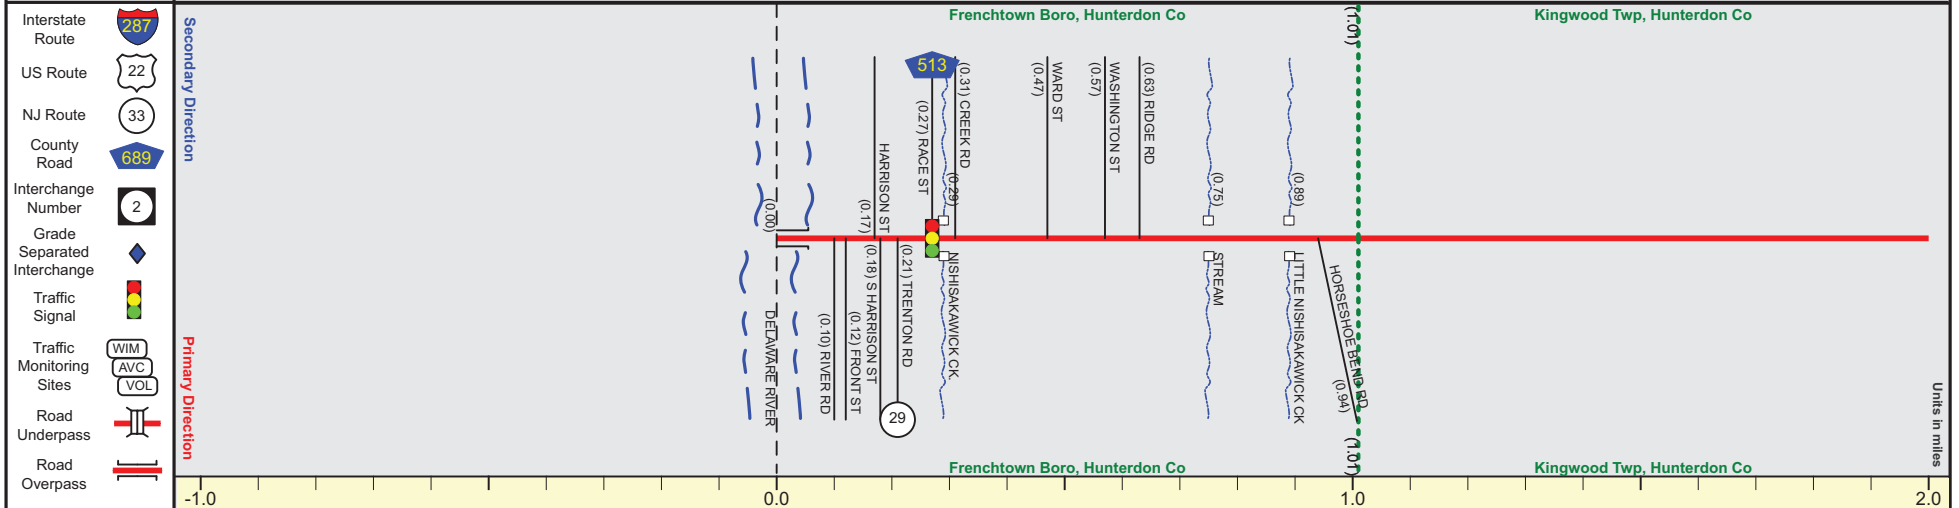 Interstate
Route
287
US Route
22
NJ Route
33
County
Road
689
Interchange
Number
2
Grade
Separated
Interchange
Traffic
Signal
Traffic
Monitoring
Sites
WIM
AVC
VOL
Road
Underpass
Road
Overpass
Secondary Direction
Primary Direction
Frenchtown Boro, Hunterdon Co
(1.01)
Kingwood Twp, Hunterdon Co
(0.00)
DELAWARE RIVER
(0.10) RIVER RD
(0.12) FRONT ST
(0.17)
HARRISON ST
(0.18) S HARRISON ST
(0.21) TRENTON RD
29
513
(0.27) RACE ST
(0.29)
NISHISAKAWICK CK.
(0.31) CREEK RD
(0.47)
WARD ST
(0.57)
WASHINGTON ST
(0.63) RIDGE RD
(0.75)
STREAM
(0.89)
LITTLE NISHISAKAWICK CK
HORSESHOE BEND RD
(0.94)
Frenchtown Boro, Hunterdon Co
(1.01)
Kingwood Twp, Hunterdon Co
Units in miles
-1.0
0.0
1.0
2.0